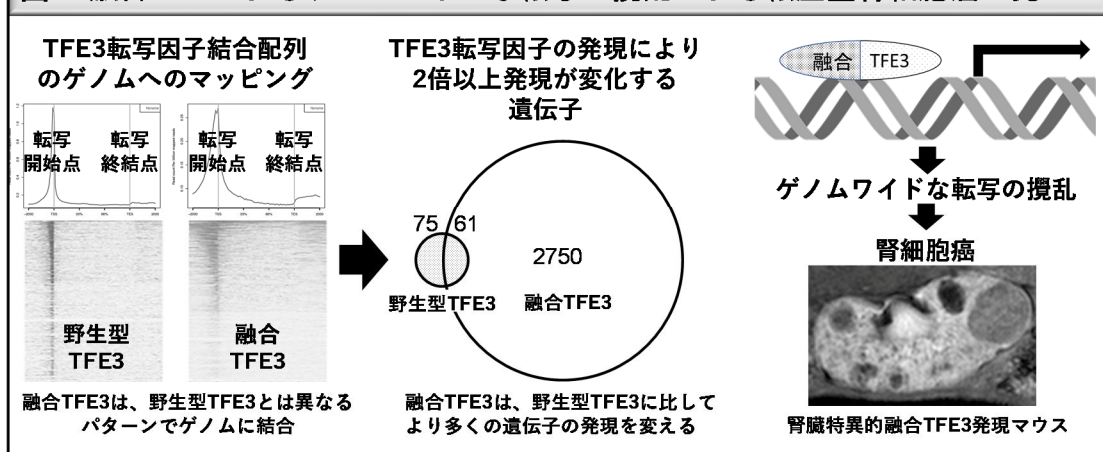 TFE3転写因子結合配列
のゲノムへのマッピング
転写
開始点
転写
終結点
転写
開始点
転写
終結点
野生型
TFE3
融合
TFE3
融合TFE3は、野生型TFE3とは異なる
パターンでゲノムに結合
TFE3転写因子の発現により
2倍以上発現が変化する
遺伝子
75
61
2750
野生型TFE3
融合TFE3
融合TFE3は、野生型TFE3に比して
より多くの遺伝子の発現を変える
融合
TFE3
ゲノムワイドな転写の攪乱
腎細胞癌
腎臓特異的融合TFE3発現マウス